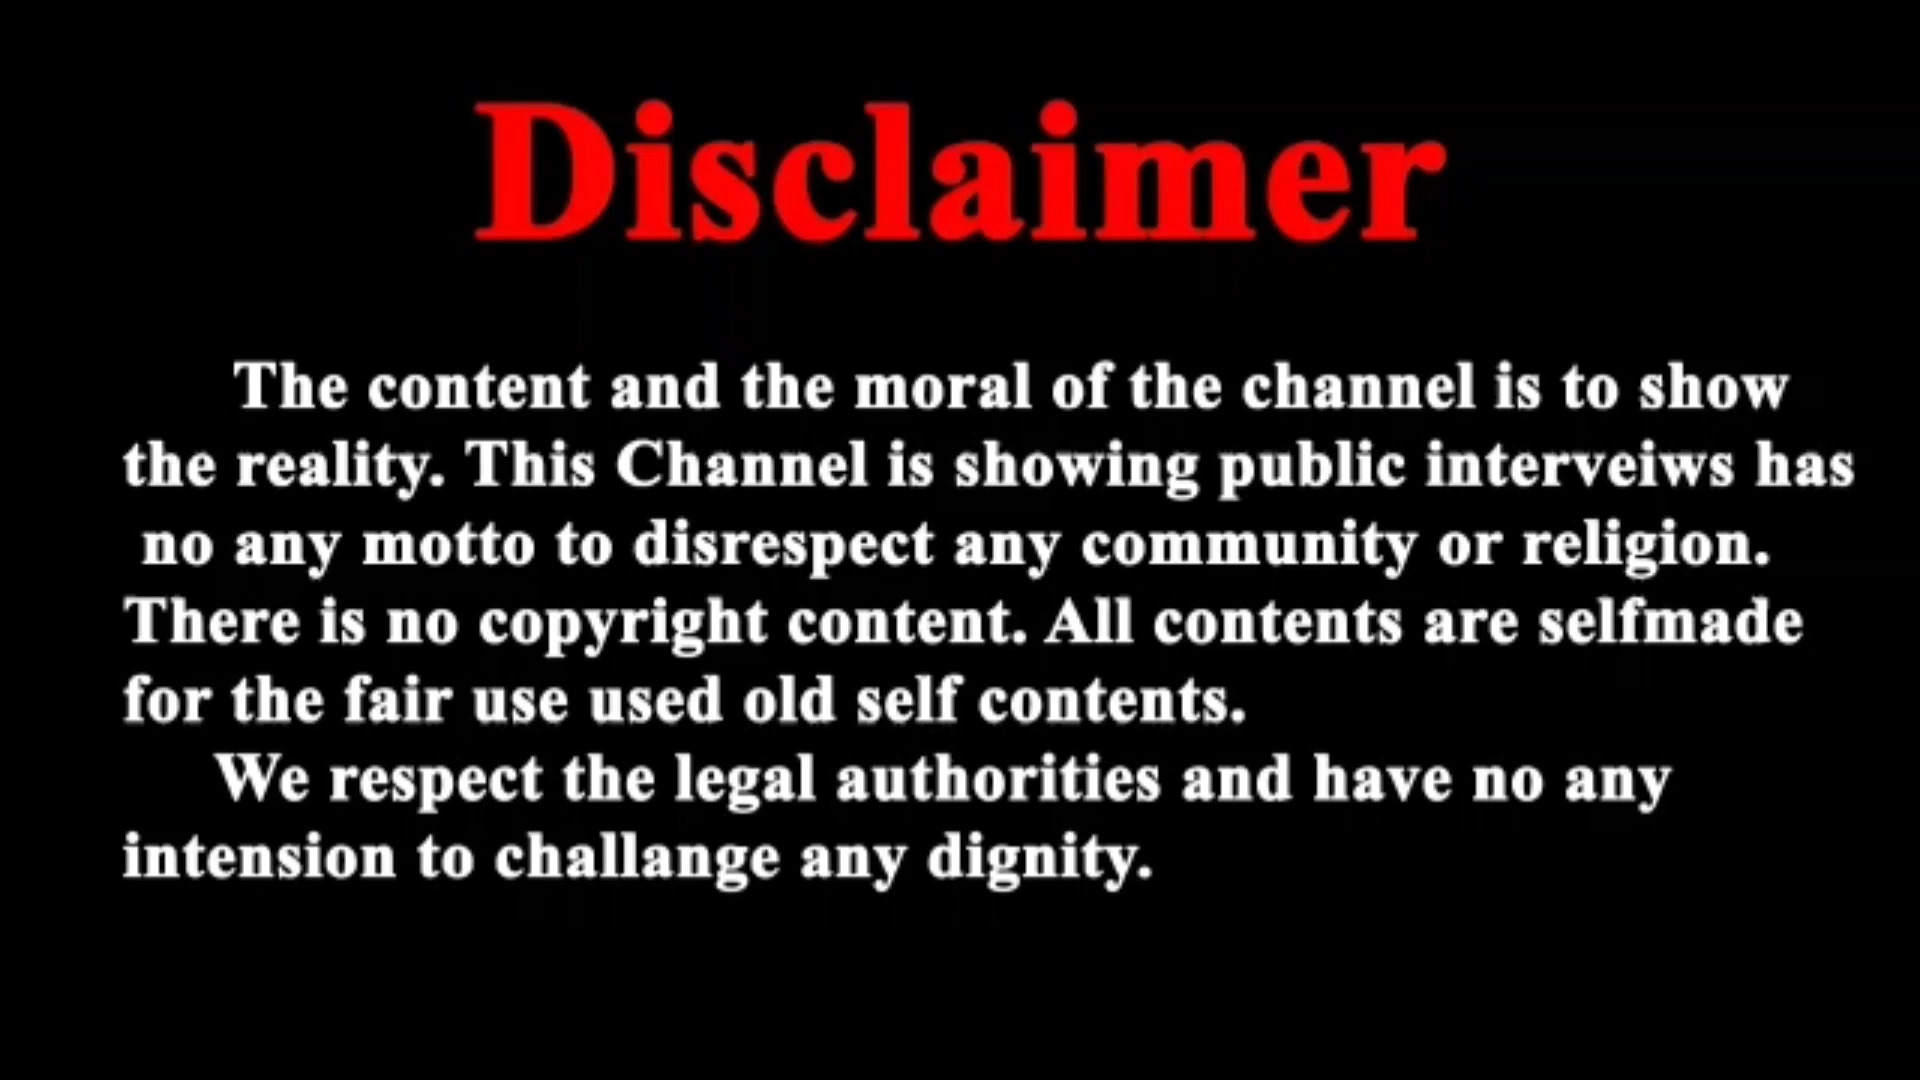 Disclaimer
The content and the moral of the channel is to show
the reality. This Channel is showing public interveiws has
no any motto to disrespect any community or religion.
There is no copyright content. All contents are selfmade
for the fair use used old self contents.
We respect the legal authorities and have no any
intension to challange any dignity.